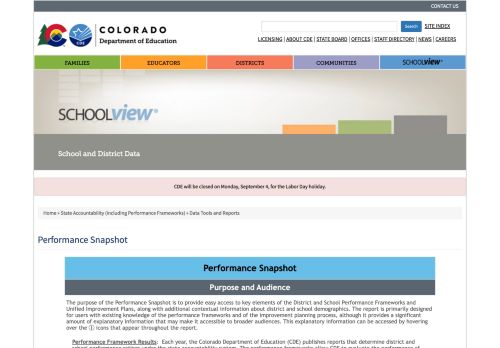 CONTACT US
COLORADO
Department of Education
CDE
Search
SITE INDEX
LICENSING | ABOUT CDE | STATE BOARD | OFFICES | STAFF DIRECTORY | NEWS | CAREERS
FAMILIES
EDUCATORS
DISTRICTS
COMMUNITIES
SCHOOLVIEW®
SCHOOLVIEW®
School and District Data
CDE will be closed on Monday, September 4, for the Labor Day holiday.
Home » State Accountability (Including Performance Frameworks) » Data Tools and Reports
Performance Snapshot
Performance Snapshot
Purpose and Audience
The purpose of the Performance Snapshot is to provide easy access to key elements of the District and School Performance Frameworks and
Unified Improvement Plans, along with additional contextual information about district and school demographics. The report is primarily designed
for users with existing knowledge of the performance frameworks and of the improvement planning process, although it provides a significant
amount of explanatory information that may make it accessible to broader audiences. This explanatory information can be accessed by hovering
over the ⓘ icons that appear throughout the report.
Performance Framework Results: Each year, the Colorado Department of Education (CDE) publishes reports that determine district and